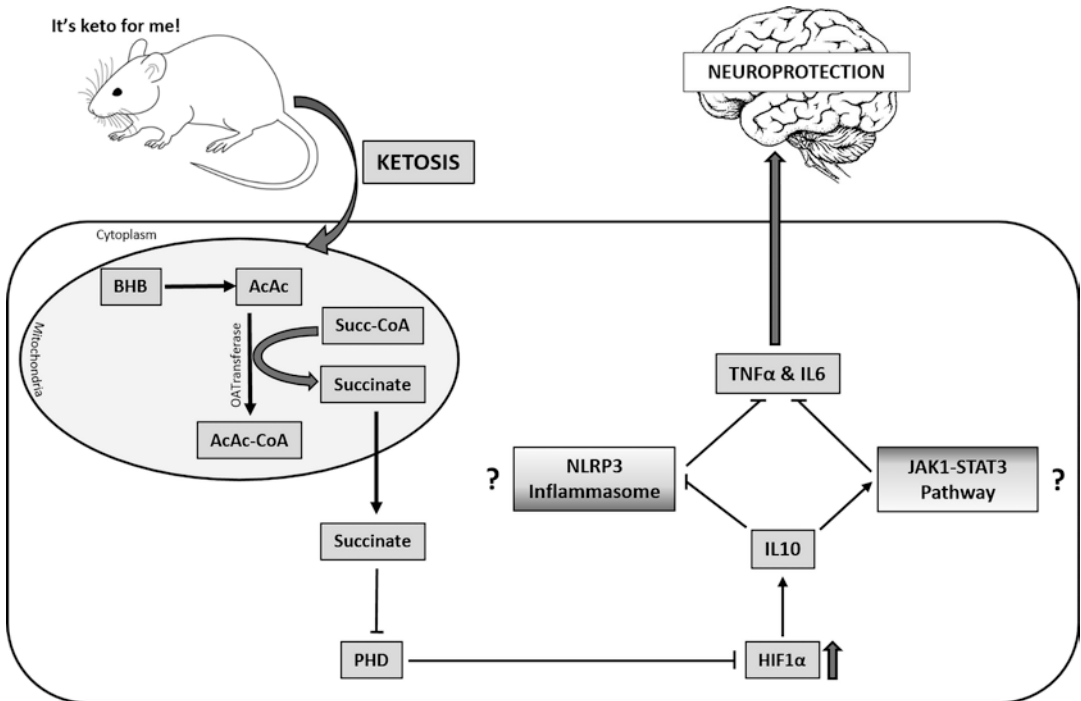 It's keto for me!
KETOSIS
NEUROPROTECTION
Cytoplasm
Mitochondria
BHB
AcAc
OATransferase
Succ-CoA
Succinate
AcAc-CoA
Succinate
PHD
HIF1α
IL10
?
NLRP3
Inflammasome
JAK1-STAT3
Pathway
?
TNFα & IL6